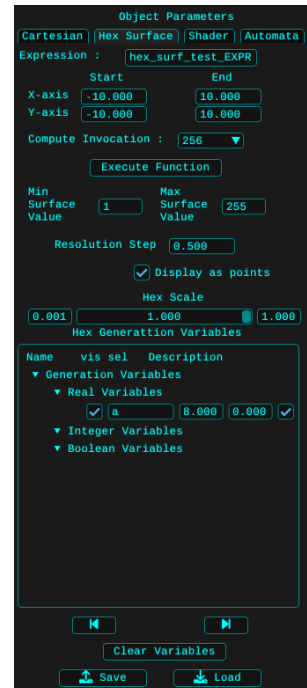 Object Parameters
Cartesian Hex Surface Shader Automata
Expression : hex_surf_test_EXPR
Start End
X-axis -10.000 10.000
Y-axis -10.000 10.000
Compute Invocation : 256
Execute Function
Min Surface Value 1 Max Surface Value 255
Resolution Step 0.500
Display as points
Hex Scale
0.001 1.000 1.000
Hex Generattion Variables
Name vis sel Description
Generation Variables
Real Variables
a 8.000 0.000
Integer Variables
Boolean Variables
Clear Variables
Save Load